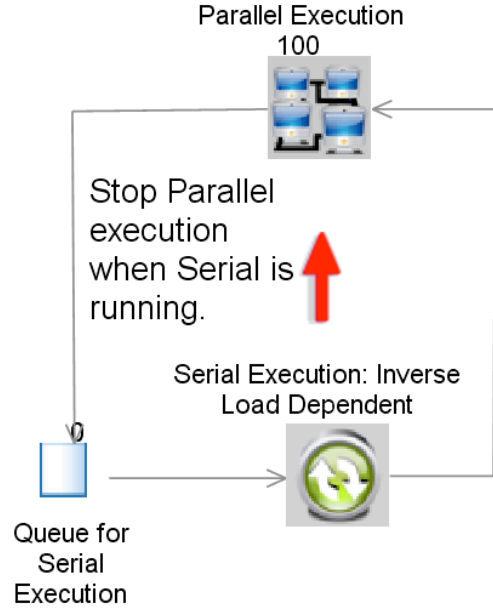 Parallel Execution
100
Stop Parallel
execution
when Serial is
running.
Serial Execution: Inverse
Load Dependent
0
Queue for
Serial
Execution